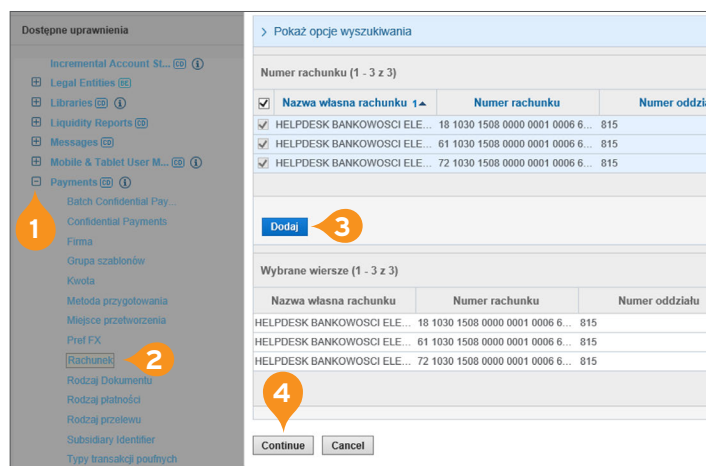 Dostępne uprawnienia
Incremental Account St... CD i
Legal Entities DE
Libraries CD i
Liquidity Reports CD
Messages CD
Mobile & Tablet User M... CD i
Payments CD i
1
Batch Confidential Pay...
Confidential Payments
Firma
Grupa szablonów
Kwota
Metoda przygotowania
Miejsce przetworzenia
Pref FX
Rachunek
2
Rodzaj Dokumentu
Rodzaj płatności
Rodzaj przelewu
Subsidiary Identifier
Typy transakcji poufnych
> Pokaż opcje wyszukiwania
Numer rachunku (1 - 3 z 3)
Nazwa własna rachunku 1▲ Numer rachunku Numer oddzia
HELPDESK BANKOWOSCI ELE... 18 1030 1508 0000 0001 0006 6... 815
HELPDESK BANKOWOSCI ELE... 61 1030 1508 0000 0001 0006 6... 815
HELPDESK BANKOWOSCI ELE... 72 1030 1508 0000 0001 0006 6... 815
Dodaj
3
Wybrane wiersze (1 - 3 z 3)
Nazwa własna rachunku Numer rachunku Numer oddziału
HELPDESK BANKOWOSCI ELE... 18 1030 1508 0000 0001 0006 6... 815
HELPDESK BANKOWOSCI ELE... 61 1030 1508 0000 0001 0006 6... 815
HELPDESK BANKOWOSCI ELE... 72 1030 1508 0000 0001 0006 6... 815
4
Continue Cancel